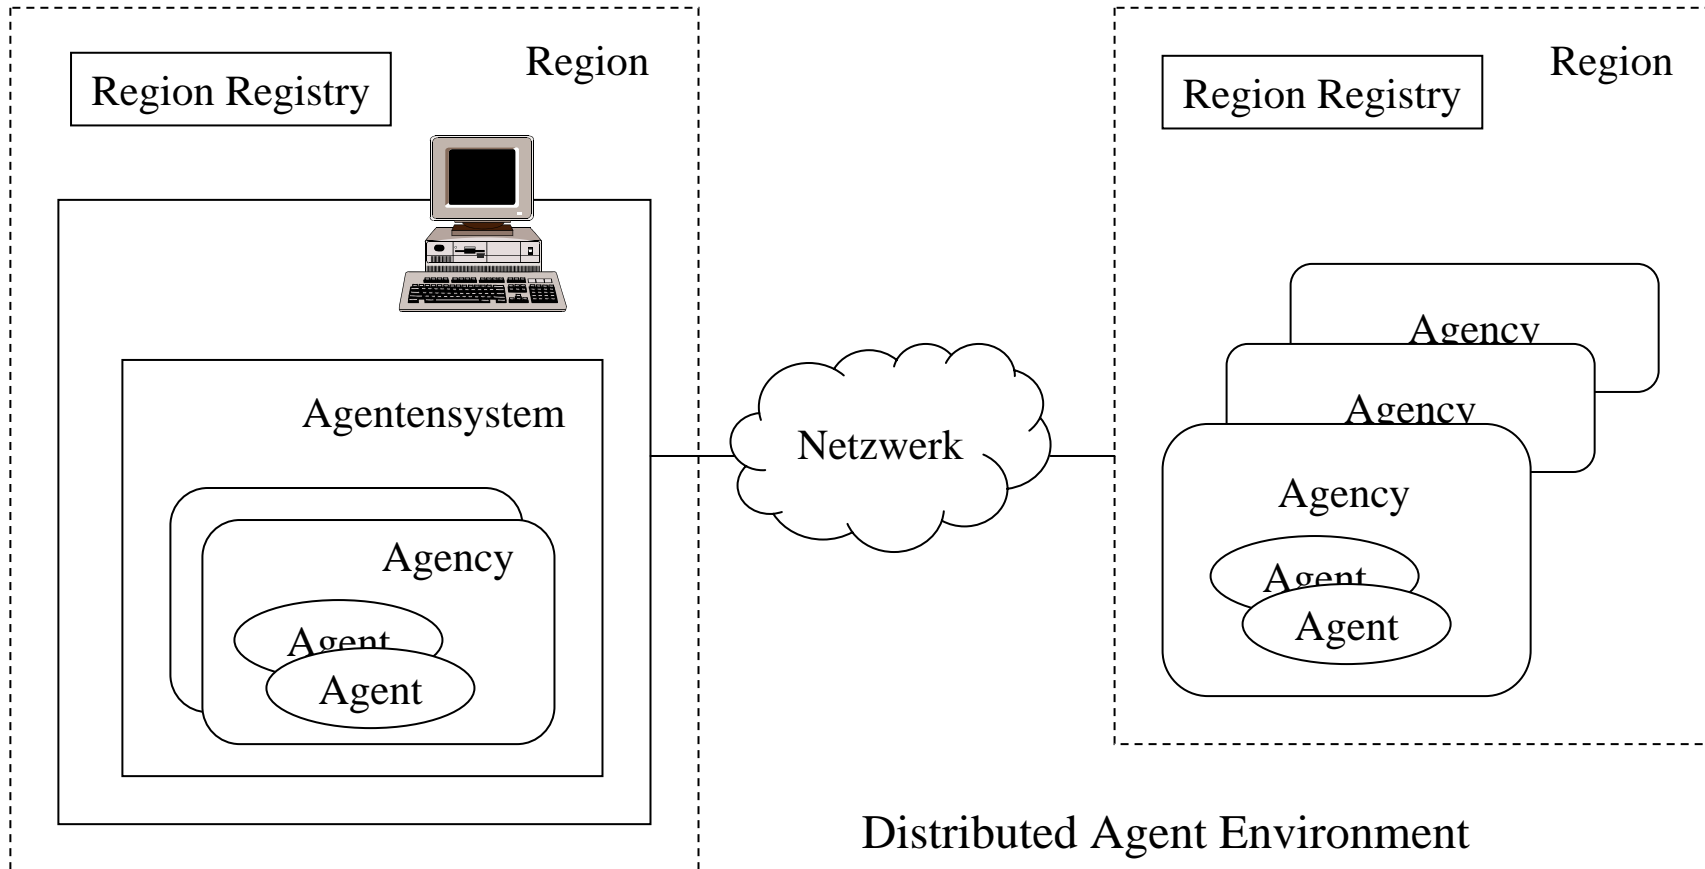 Region
Region Registry
Agentensystem
Agency
Agent
Agent
Netzwerk
Region
Region Registry
Agency
Agency
Agency
Agent
Agent
Distributed Agent Environment